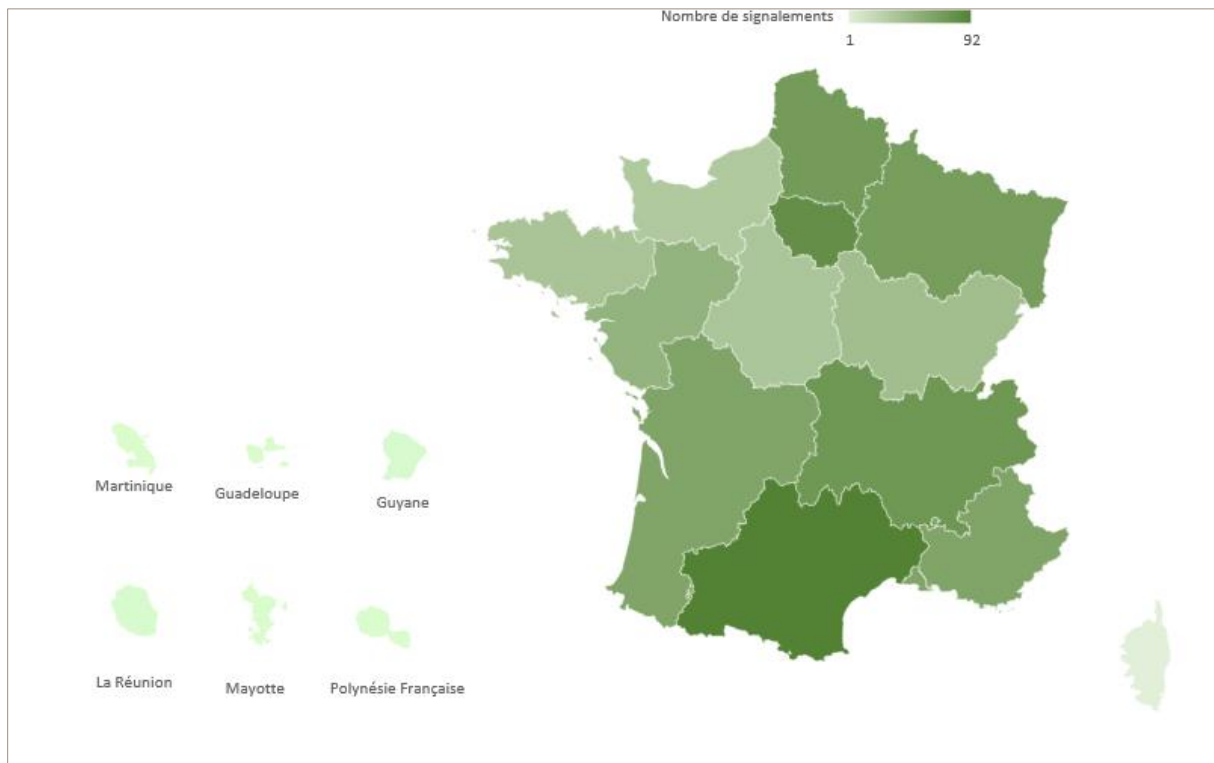 Nombre de signalements
1 92
Martinique
Guadeloupe
Guyane
La Réunion
Mayotte
Polynésie Française